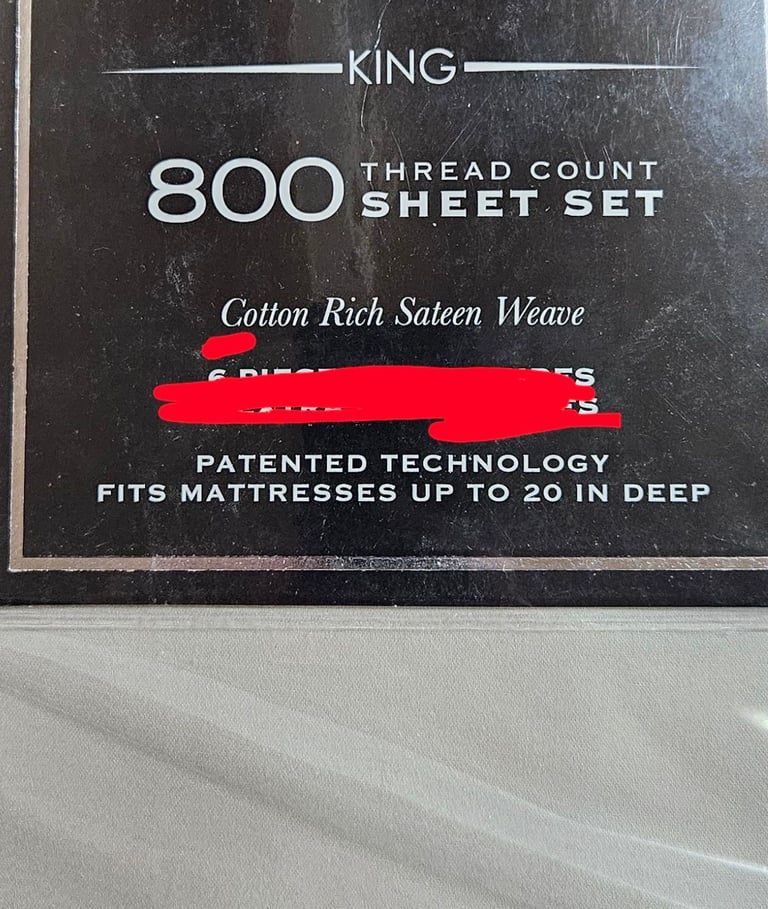 KING
800 THREAD COUNT
SHEET SET
Cotton Rich Sateen Weave
PATENTED TECHNOLOGY
FITS MATTRESSES UP TO 20 IN DEEP